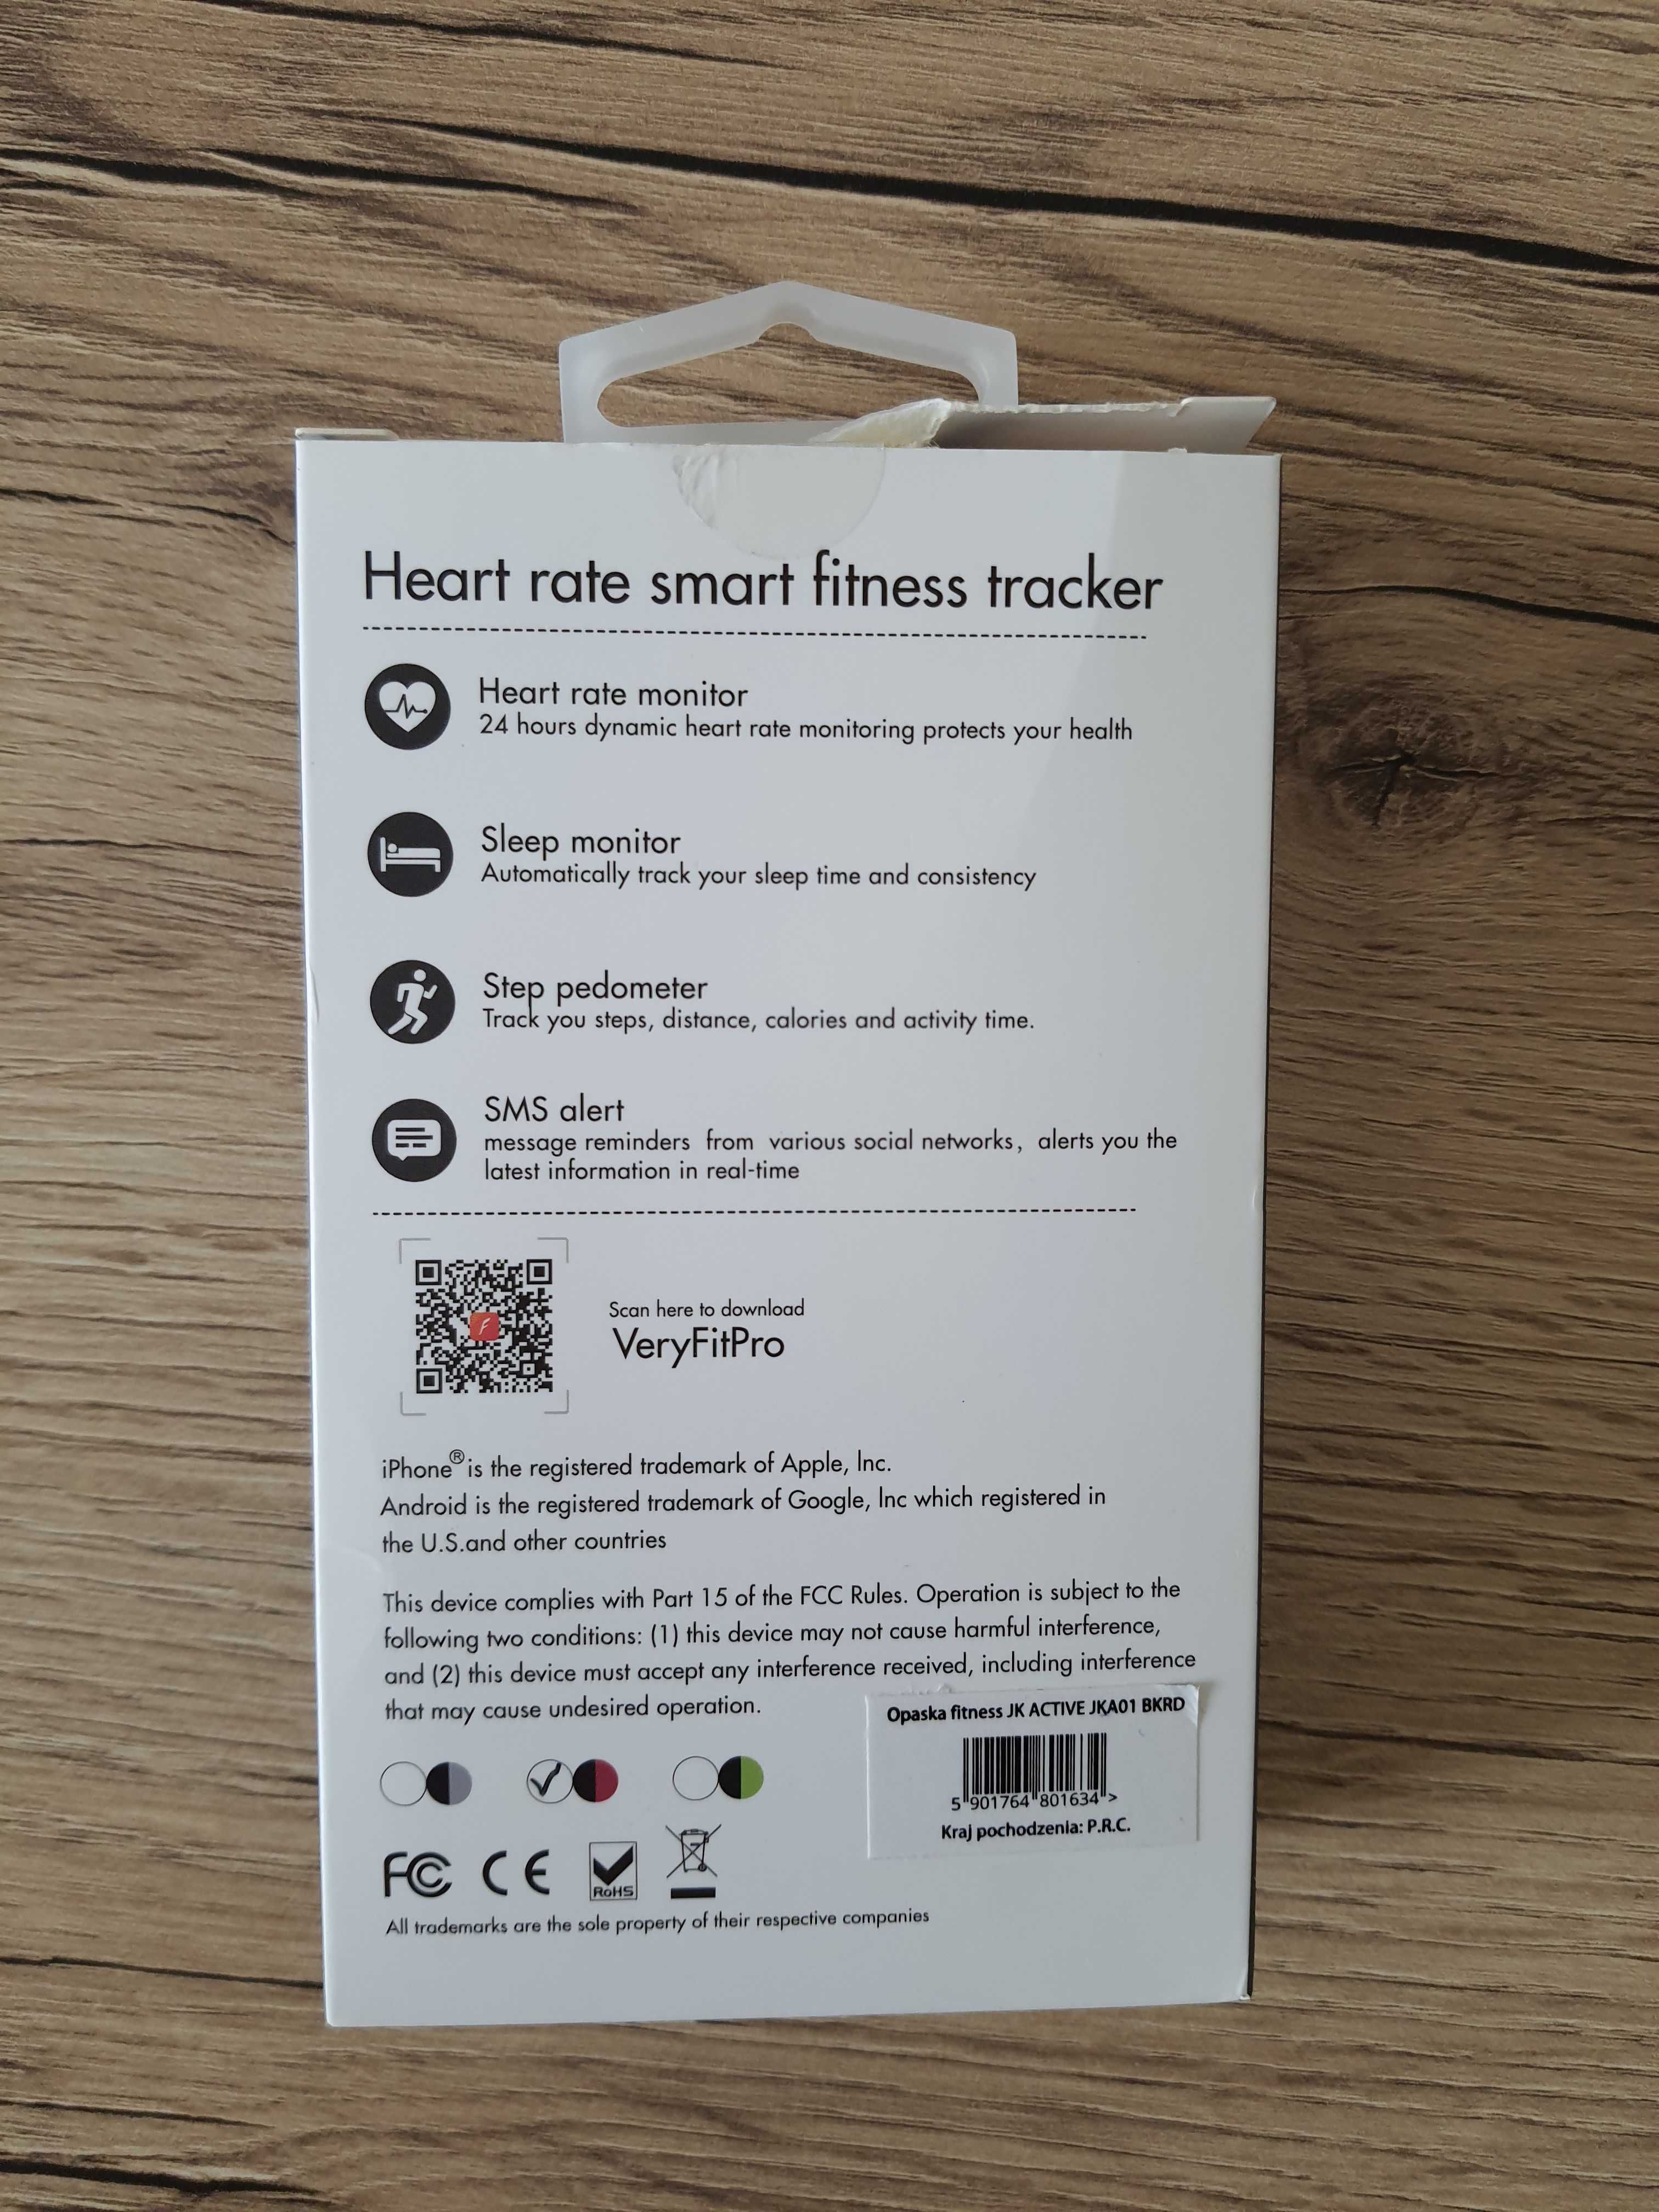 Heart rate smart fitness tracker
Heart rate monitor
24 hours dynamic heart rate monitoring protects your health
Sleep monitor
Automatically track your sleep time and consistency
Step pedometer
Track you steps, distance, calories and activity time.
SMS alert
message reminders from various social networks, alerts you the
latest information in real-time
Scan here to download
VeryFitPro
iPhone® is the registered trademark of Apple, Inc.
Android is the registered trademark of Google, Inc which registered in
the U.S.and other countries
This device complies with Part 15 of the FCC Rules. Operation is subject to the
following two conditions: (1) this device may not cause harmful interference,
and (2) this device must accept any interference received, including interference
that may cause undesired operation.
Opaska fitness JK ACTIVE JKA01 BKRD
5 901764 801634 >
Kraj pochodzenia: P.R.C.
FC CE RoHS
All trademarks are the sole property of their respective companies